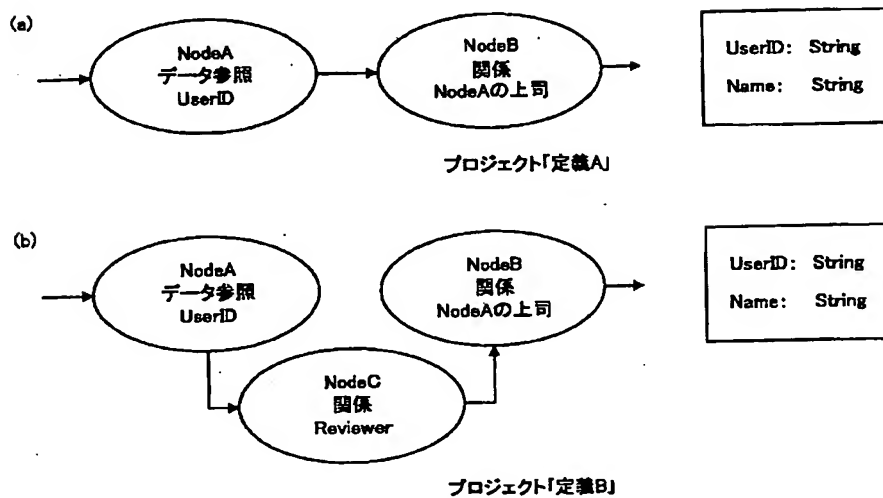 (a)
NodeA
データ参照
UserID
NodeB
関係
NodeAの上司
UserID: String
Name: String
プロジェクト「定義A」
(b)
NodeA
データ参照
UserID
NodeB
関係
NodeAの上司
UserID: String
Name: String
NodeC
関係
Reviewer
プロジェクト「定義B」